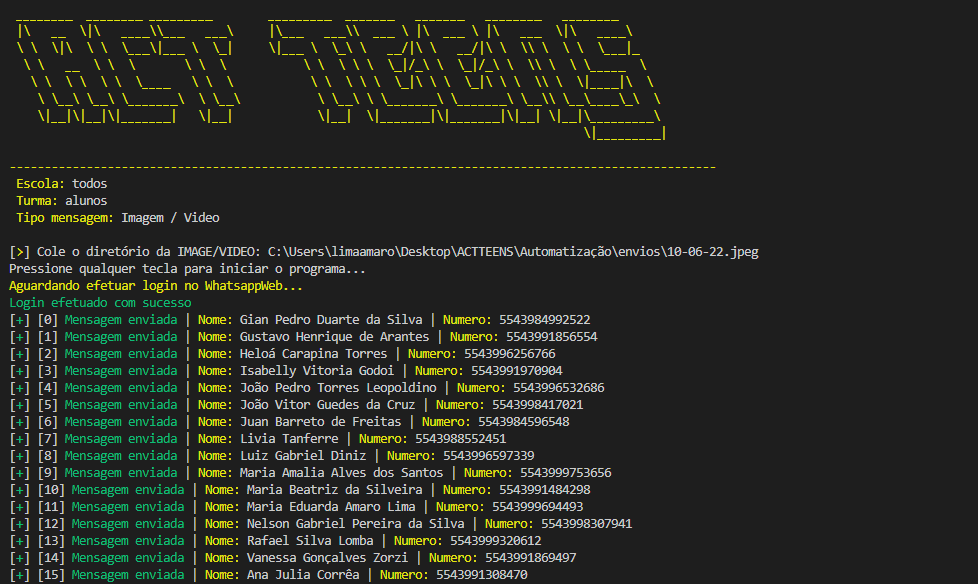 ACT TEENS
Escola: todos
Turma: alunos
Tipo mensagem: Imagem / Video
[>] Cole o diretório da IMAGE/VIDEO: C:\Users\limaamaro\Desktop\ACTTEENS\Automatização\envios\10-06-22.jpeg
Pressione qualquer tecla para iniciar o programa...
Aguardando efetuar login no WhatsappWeb...
Login efetuado com sucesso
[+] [0] Mensagem enviada | Nome: Gian Pedro Duarte da Silva | Numero: 5543984992522
[+] [1] Mensagem enviada | Nome: Gustavo Henrique de Arantes | Numero: 5543991856554
[+] [2] Mensagem enviada | Nome: Heloá Carapina Torres | Numero: 5543996256766
[+] [3] Mensagem enviada | Nome: Isabelly Vitoria Godoi | Numero: 5543991970904
[+] [4] Mensagem enviada | Nome: João Pedro Torres Leopoldino | Numero: 5543996532686
[+] [5] Mensagem enviada | Nome: João Vitor Guedes da Cruz | Numero: 5543998417021
[+] [6] Mensagem enviada | Nome: Juan Barreto de Freitas | Numero: 5543984596548
[+] [7] Mensagem enviada | Nome: Livia Tanferre | Numero: 5543988552451
[+] [8] Mensagem enviada | Nome: Luiz Gabriel Diniz | Numero: 5543996597339
[+] [9] Mensagem enviada | Nome: Maria Amalia Alves dos Santos | Numero: 5543999753656
[+] [10] Mensagem enviada | Nome: Maria Beatriz da Silveira | Numero: 5543991484298
[+] [11] Mensagem enviada | Nome: Maria Eduarda Amaro Lima | Numero: 5543999694493
[+] [12] Mensagem enviada | Nome: Nelson Gabriel Pereira da Silva | Numero: 5543998307941
[+] [13] Mensagem enviada | Nome: Rafael Silva Lomba | Numero: 5543999320612
[+] [14] Mensagem enviada | Nome: Vanessa Gonçalves Zorzi | Numero: 5543991869497
[+] [15] Mensagem enviada | Nome: Ana Julia Corrêa | Numero: 5543991308470